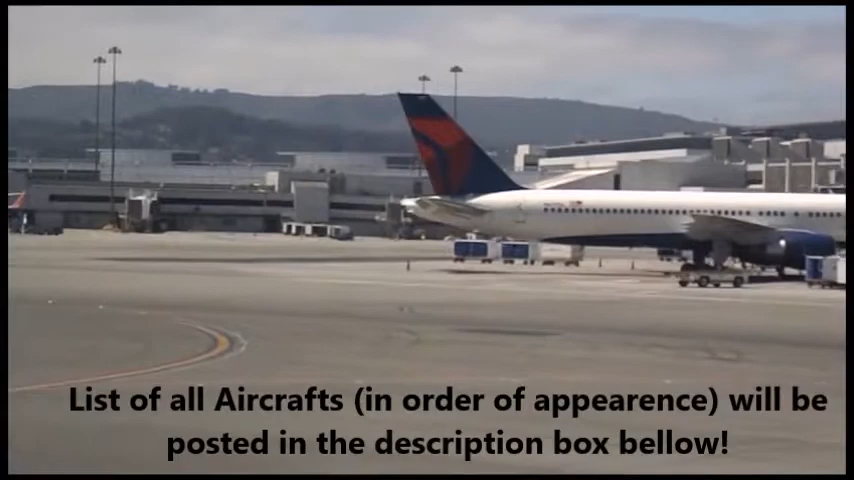 List of all Aircrafts (in order of appearence) will be
posted in the description box bellow!